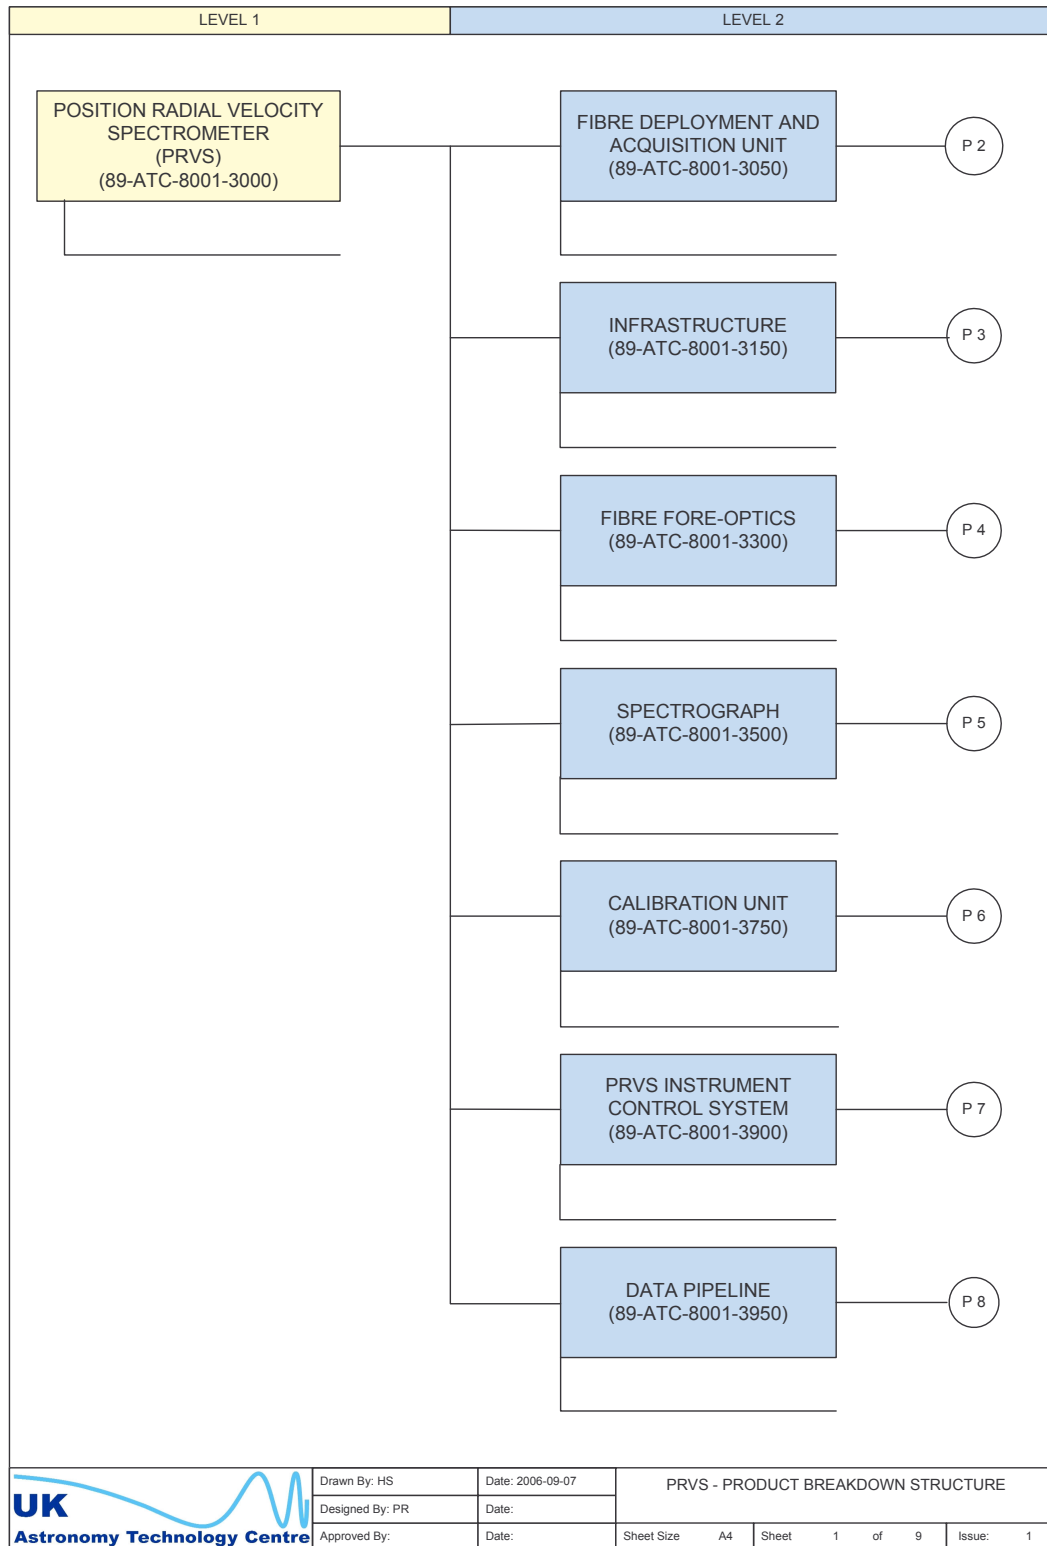 LEVEL 1
LEVEL 2
POSITION RADIAL VELOCITY
SPECTROMETER
(PRVS)
(89-ATC-8001-3000)
FIBRE DEPLOYMENT AND
ACQUISITION UNIT
(89-ATC-8001-3050)
P 2
INFRASTRUCTURE
(89-ATC-8001-3150)
P 3
FIBRE FORE-OPTICS
(89-ATC-8001-3300)
P 4
SPECTROGRAPH
(89-ATC-8001-3500)
P 5
CALIBRATION UNIT
(89-ATC-8001-3750)
P 6
PRVS INSTRUMENT
CONTROL SYSTEM
(89-ATC-8001-3900)
P 7
DATA PIPELINE
(89-ATC-8001-3950)
P 8
UK
Astronomy Technology Centre
Drawn By: HS
Date: 2006-09-07
PRVS - PRODUCT BREAKDOWN STRUCTURE
Designed By: PR
Date:
Approved By:
Date:
Sheet Size A4
Sheet 1 of 9
Issue: 1